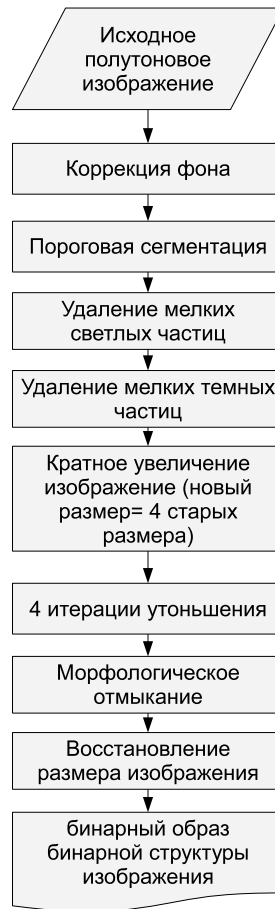 Исходное
полутоновое
изображение
Коррекция фона
Пороговая сегментация
Удаление мелких
светлых частиц
Удаление мелких темных
частиц
Кратное увеличение
изображение (новый
размер= 4 старых
размера)
4 итерации утоньшения
Морфологическое
отмыкание
Восстановление
размера изображения
бинарный образ
бинарной структуры
изображения